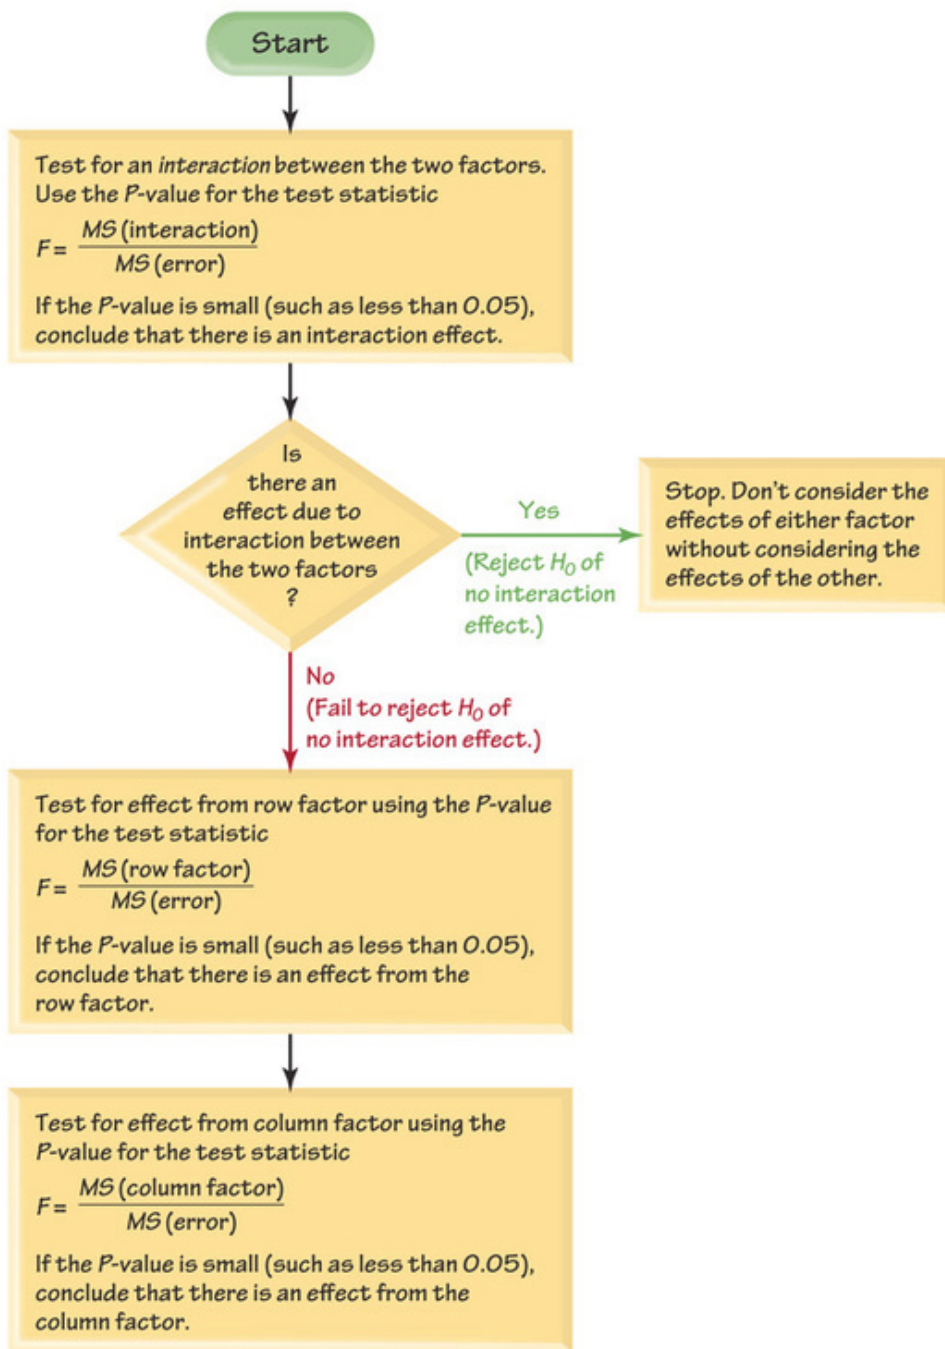 Start
Test for an interaction between the two factors.
Use the P-value for the test statistic
F = MS (interaction)
MS (error)
If the P-value is small (such as less than 0.05),
conclude that there is an interaction effect.
Is
there an
effect due to
interaction between
the two factors
?
Yes
(Reject H₀ of
no interaction
effect.)
Stop. Don't consider the
effects of either factor
without considering the
effects of the other.
No
(Fail to reject H₀ of
no interaction effect.)
Test for effect from row factor using the P-value
for the test statistic
F = MS (row factor)
MS (error)
If the P-value is small (such as less than 0.05),
conclude that there is an effect from the
row factor.
Test for effect from column factor using the
P-value for the test statistic
F = MS (column factor)
MS (error)
If the P-value is small (such as less than 0.05),
conclude that there is an effect from the
column factor.